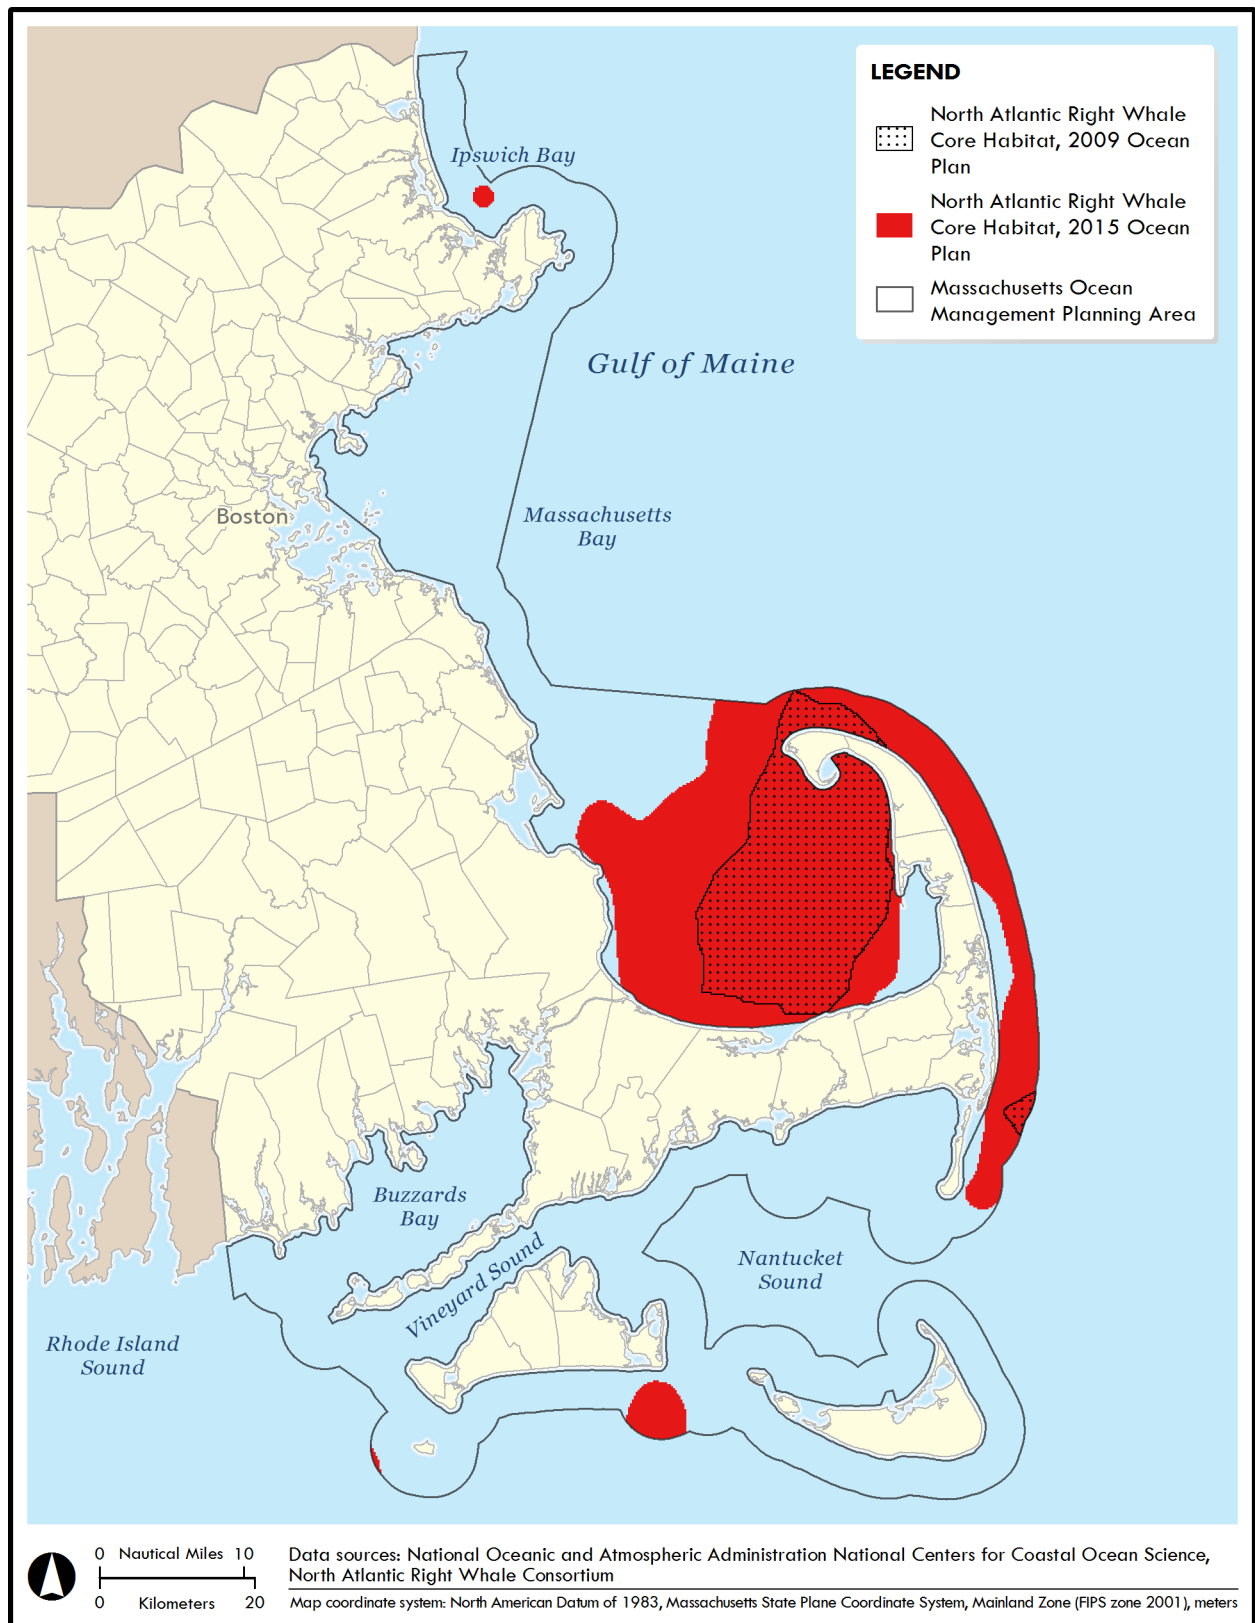 LEGEND
North Atlantic Right Whale
Core Habitat, 2009 Ocean
Plan
North Atlantic Right Whale
Core Habitat, 2015 Ocean
Plan
Massachusetts Ocean
Management Planning Area
Ipswich Bay
Gulf of Maine
Boston
Massachusetts
Bay
Buzzards
Bay
Vineyard Sound
Nantucket
Sound
Rhode Island
Sound
0 Nautical Miles 10
0 Kilometers 20
Data sources: National Oceanic and Atmospheric Administration National Centers for Coastal Ocean Science,
North Atlantic Right Whale Consortium
Map coordinate system: North American Datum of 1983, Massachusetts State Plane Coordinate System, Mainland Zone (FIPS zone 2001), meters